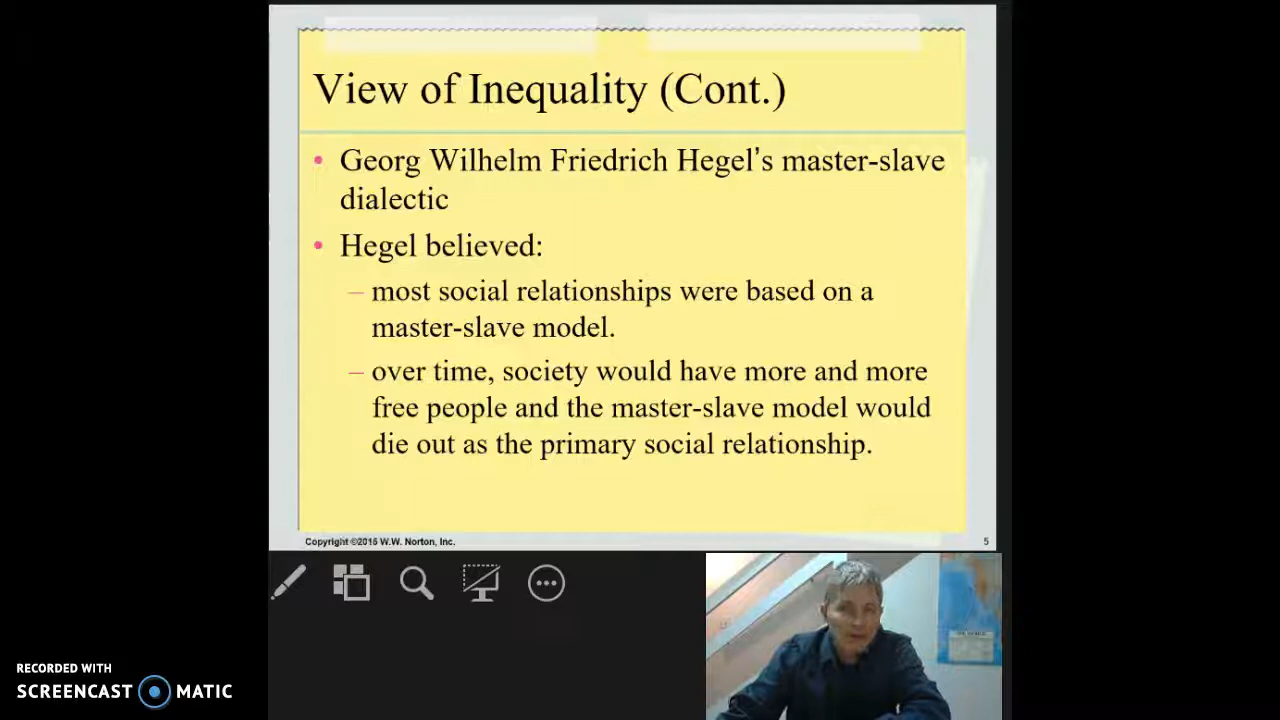 View of Inequality (Cont.)
• Georg Wilhelm Friedrich Hegel's master-slave
dialectic
• Hegel believed:
– most social relationships were based on a
master-slave model.
– over time, society would have more and more
free people and the master-slave model would
die out as the primary social relationship.
Copyright ©2015 W.W. Norton, Inc.
5
RECORDED WITH
SCREENCAST MATIC